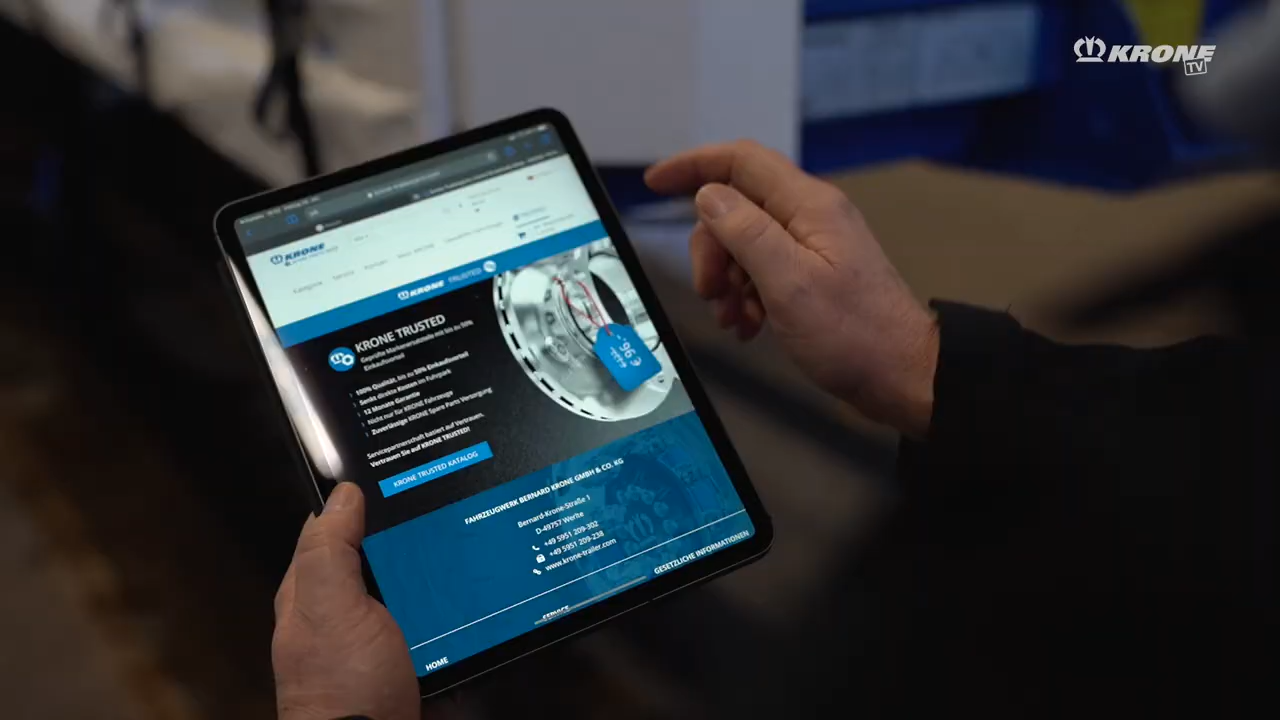 KRONE
TV
KRONE
KRONE TRUSTED
KRONE TRUSTED
Geprüfte Markenersatzteile mit bis zu 50%
Einkaufsvorteil
100% Qualität, bis zu 50% Einkaufsvorteil
Senkt direkte Kosten im Fuhrpark
12 Monate Garantie
Nicht nur für KRONE Fahrzeuge
Zuverlässige KRONE Spare Parts Versorgung
96,- €
Servicepartnerschaft basiert auf Vertrauen.
Vertrauen Sie auf KRONE TRUSTED!
KRONE TRUSTED KATALOG
FAHRZEUGWERK BERNARD KRONE GMBH & CO. KG
Bernard-Krone-Straße 1
D-49757 Werlte
+49 5951 209-302
+49 5951 209-238
www.krone-trailer.com
GESETZLICHE INFORMATIONEN
SERVICE
HOME